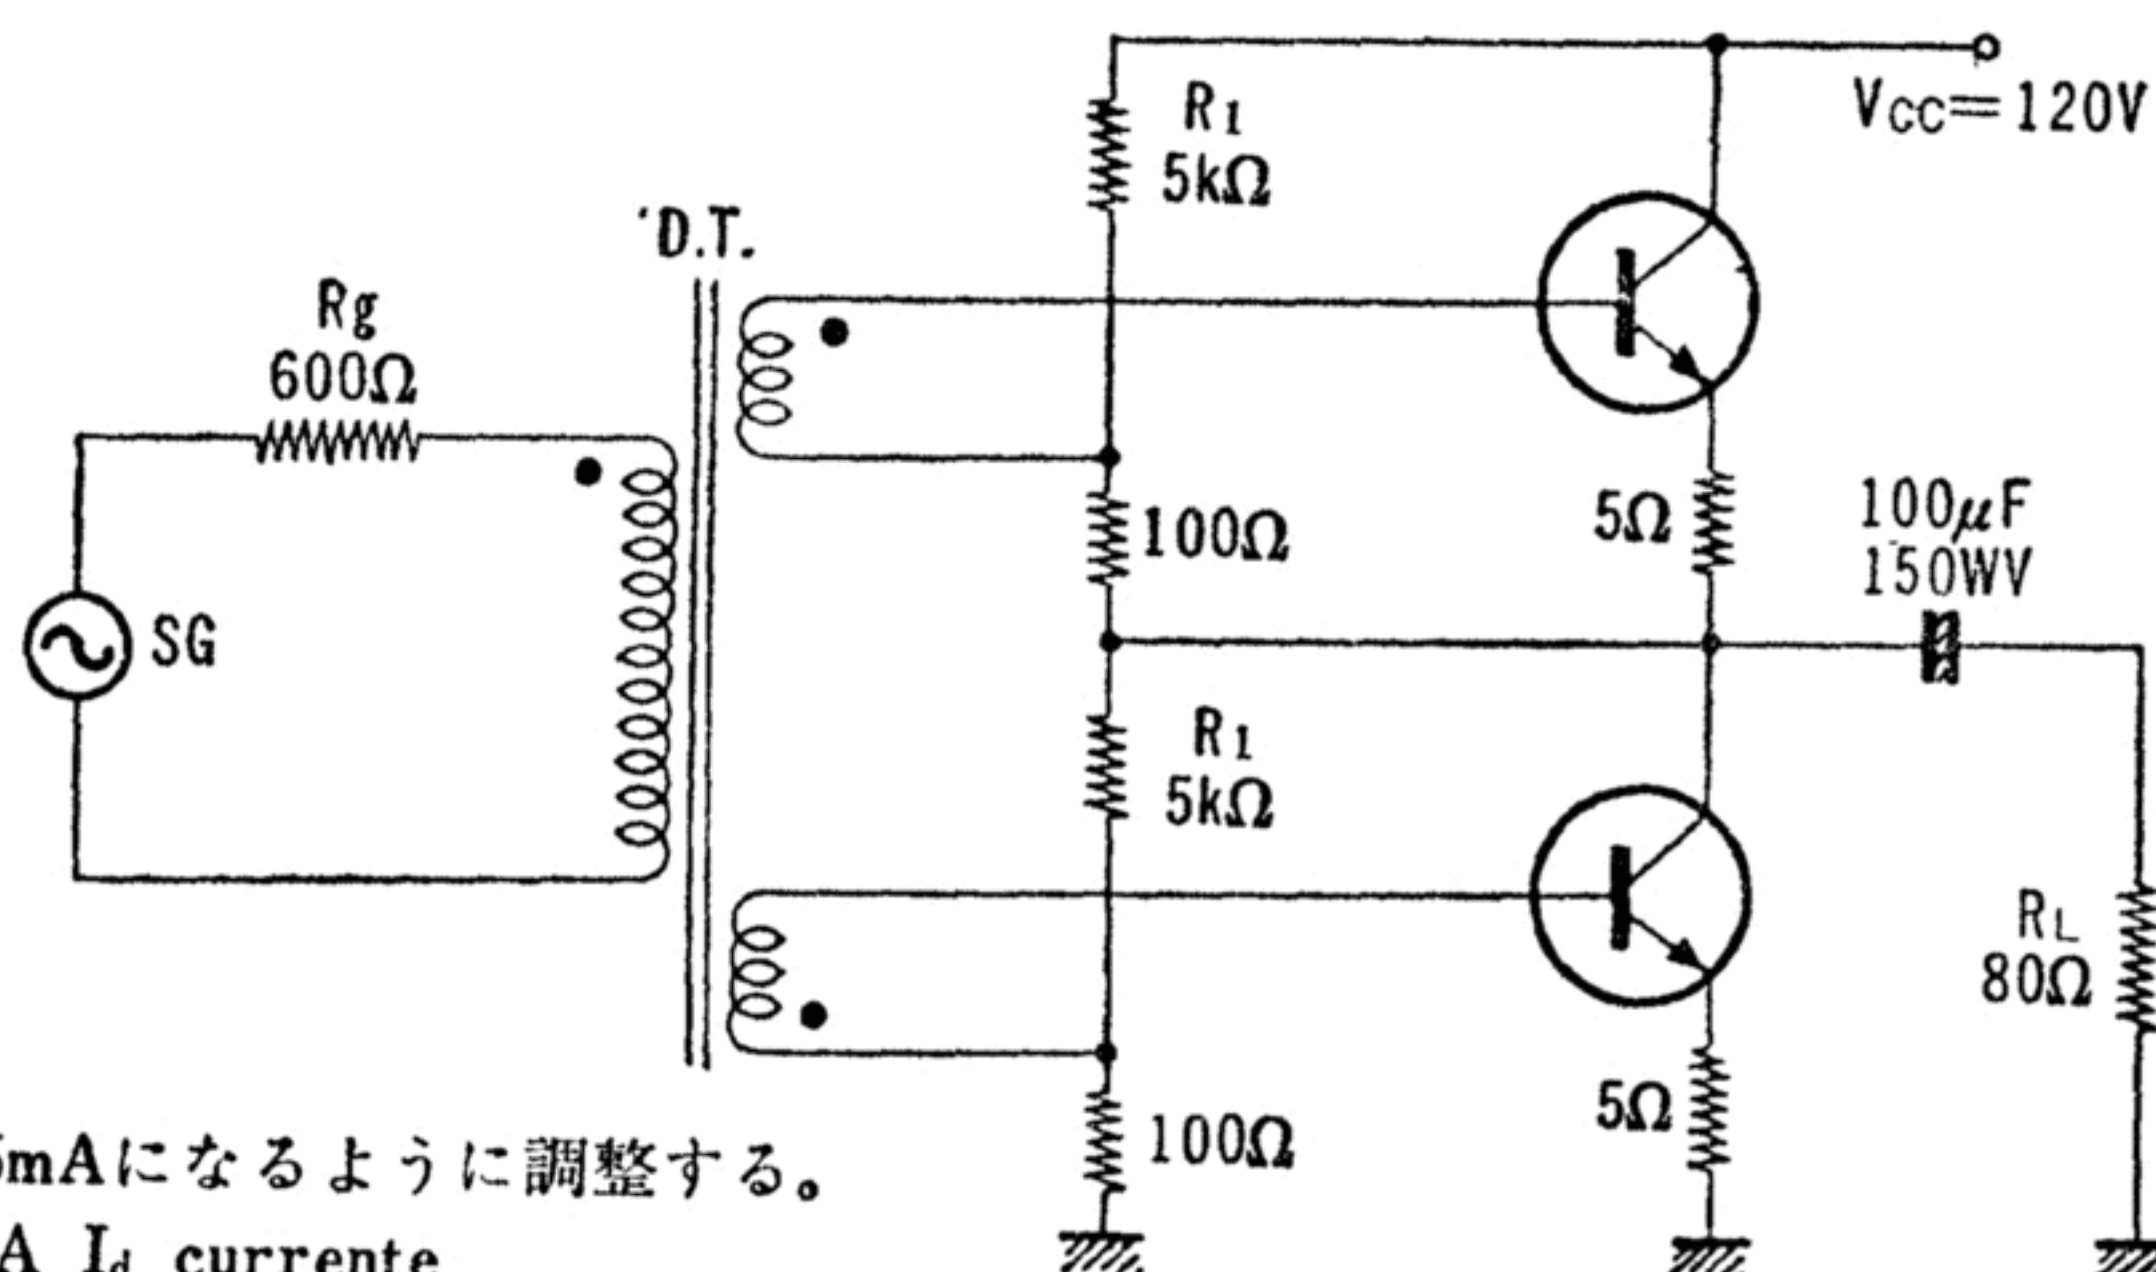 R1
5kΩ
VCC=120V
D.T.
Rg
600Ω
100Ω
5Ω
100μF
150WV
SG
R1
5kΩ
RL
80Ω
5Ω
100Ω
mAになるように調整する。
A Id currente